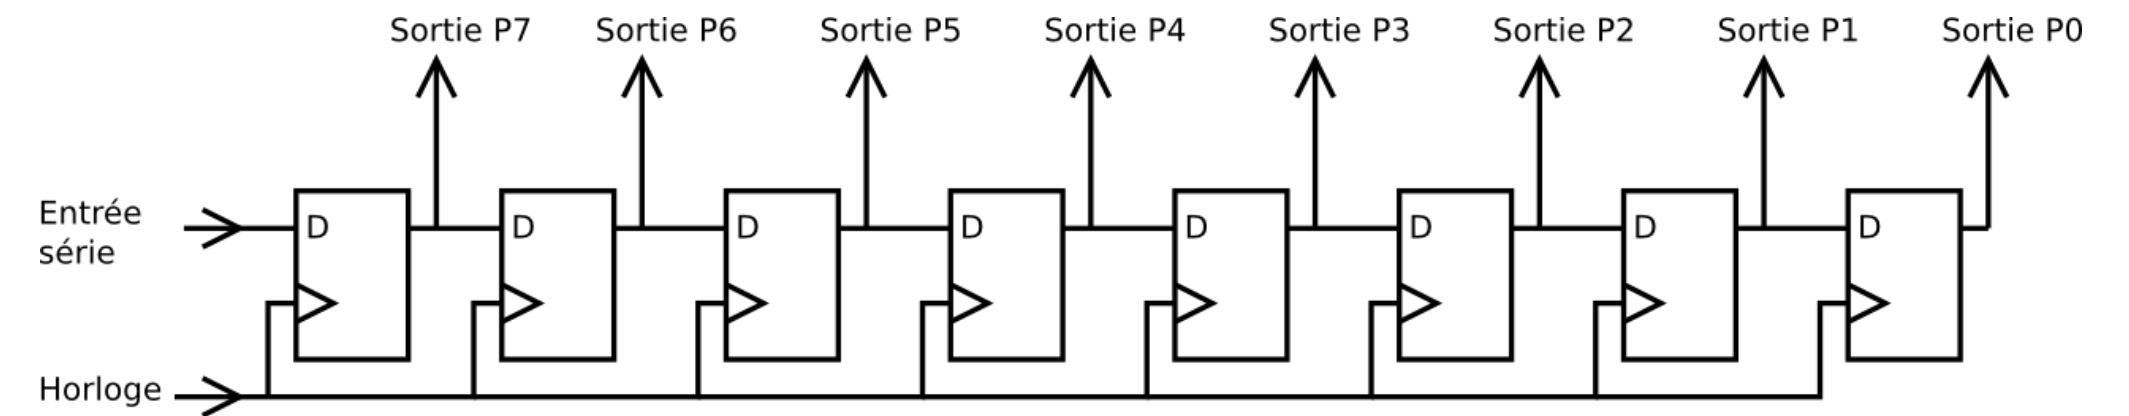 Sortie P7 Sortie P6 Sortie P5 Sortie P4 Sortie P3 Sortie P2 Sortie P1 Sortie P0
Entrée
série
D D D D D D D D
Horloge